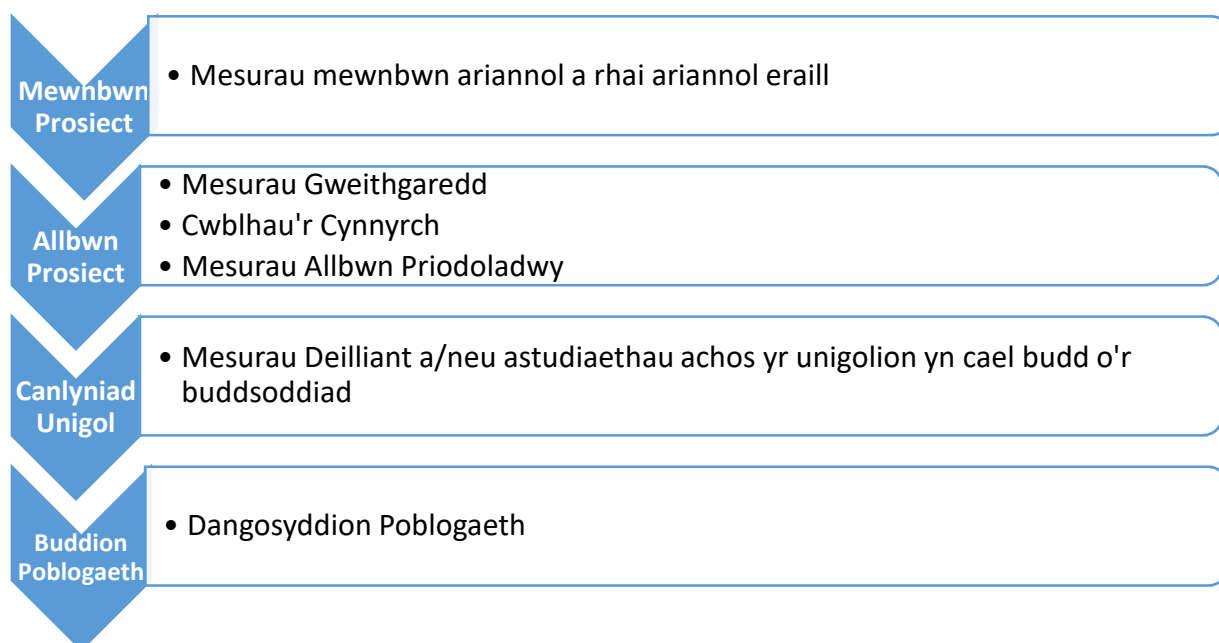 Mewnbwn
Prosiect
• Mesurau mewnbwn ariannol a rhai ariannol eraill
Allbwn
Prosiect
• Mesurau Gweithgaredd
• Cwblhau'r Cynnyrch
• Mesurau Allbwn Priodoladwy
Canlyniad
Unigol
• Mesurau Deilliant a/neu astudiaethau achos yr unigolion yn cael budd o'r
buddsoddiad
Buddion
Poblogaeth
• Dangosyddion Poblogaeth